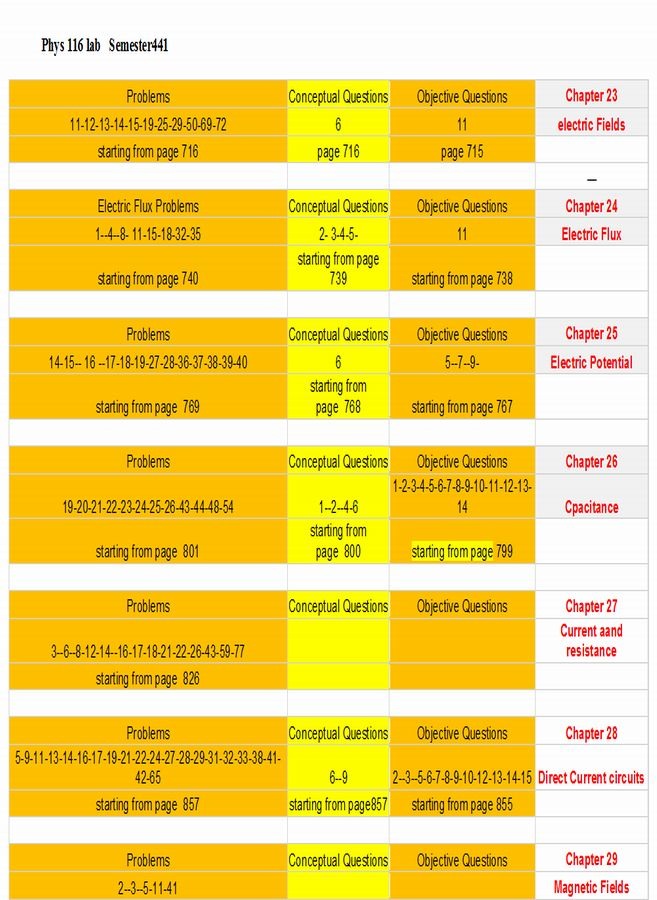 Phys 116 lab Semester441
Problems Conceptual Questions Objective Questions Chapter 23
11-12-13-14-15-19-25-29-50-69-72 6 11 electric Fields
starting from page 716 page 716 page 715
—
Electric Flux Problems Conceptual Questions Objective Questions Chapter 24
1--4--8- 11-15-18-32-35 2- 3-4-5- 11 Electric Flux
starting from page
starting from page 740 739 starting from page 738
Problems Conceptual Questions Objective Questions Chapter 25
14-15-- 16 --17-18-19-27-28-36-37-38-39-40 6 5--7--9- Electric Potential
starting from
starting from page 769 page 768 starting from page 767
Problems Conceptual Questions Objective Questions Chapter 26
1-2-3-4-5-6-7-8-9-10-11-12-13-
19-20-21-22-23-24-25-26-43-44-48-54 1--2--4-6 14 Cpacitance
starting from
starting from page 801 page 800 starting from page 799
Problems Conceptual Questions Objective Questions Chapter 27
Current aand
3--6--8-12-14--16-17-18-21-22-26-43-59-77 resistance
starting from page 826
Problems Conceptual Questions Objective Questions Chapter 28
5-9-11-13-14-16-17-19-21-22-24-27-28-29-31-32-33-38-41-
42-65 6--9 2--3--5-6-7-8-9-10-12-13-14-15 Direct Current circuits
starting from page 857 starting from page857 starting from page 855
Problems Conceptual Questions Objective Questions Chapter 29
2--3--5-11-41 Magnetic Fields